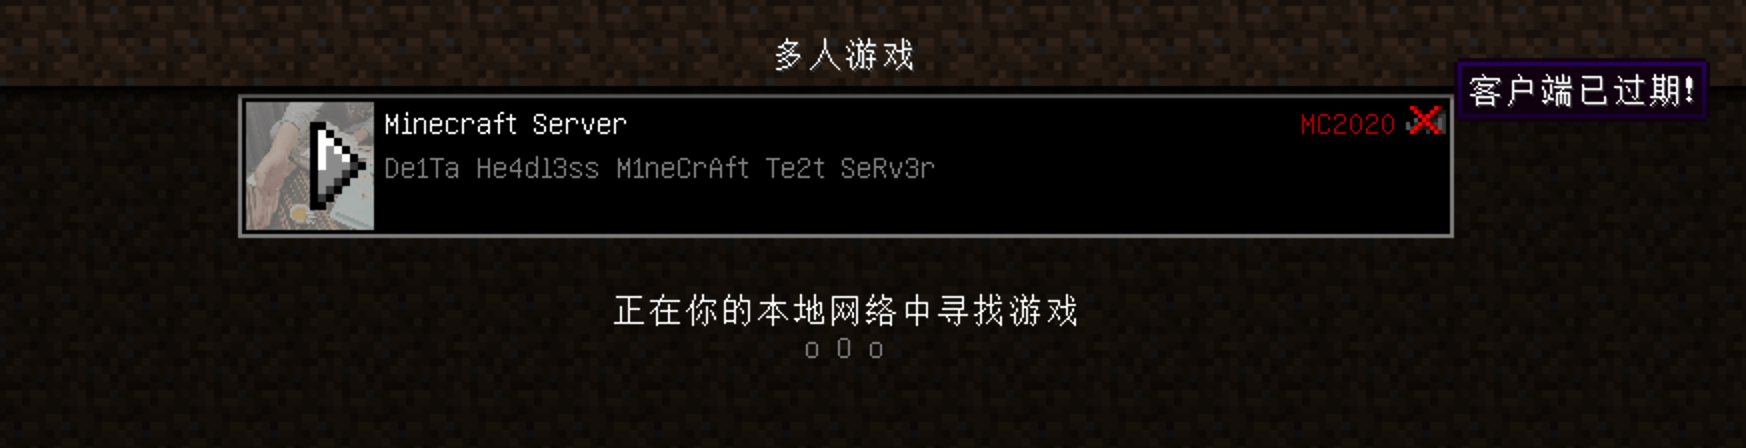 多人游戏
客户端已过期!
Minecraft Server MC2020
De1Ta He4dl3ss M1neCrAft Te2t SeRv3r
正在你的本地网络中寻找游戏
o O o